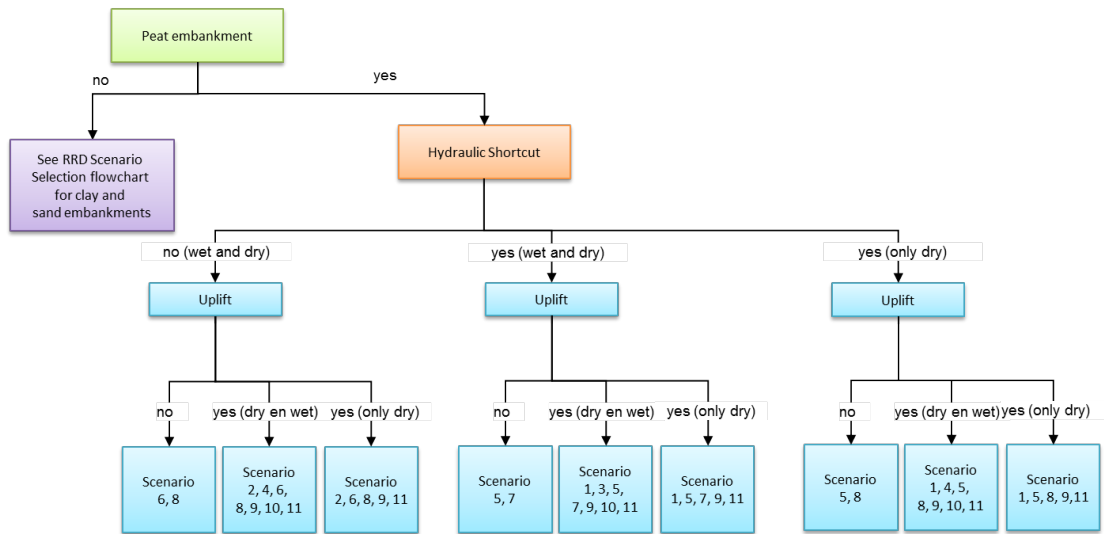 Peat embankment
no
yes
See RRD Scenario
Selection flowchart
for clay and
sand embankments
Hydraulic Shortcut
no (wet and dry)
yes (wet and dry)
yes (only dry)
Uplift
Uplift
Uplift
no
yes (dry en wet)
yes (only dry)
no
yes (dry en wet)
yes (only dry)
no
yes (dry en wet)
yes (only dry)
Scenario
6, 8
Scenario
2, 4, 6,
8, 9, 10, 11
Scenario
2, 6, 8, 9, 11
Scenario
5, 7
Scenario
1, 3, 5,
7, 9, 10, 11
Scenario
1, 5, 7, 9, 11
Scenario
5, 8
Scenario
1, 4, 5,
8, 9, 10, 11
Scenario
1, 5, 8, 9,11